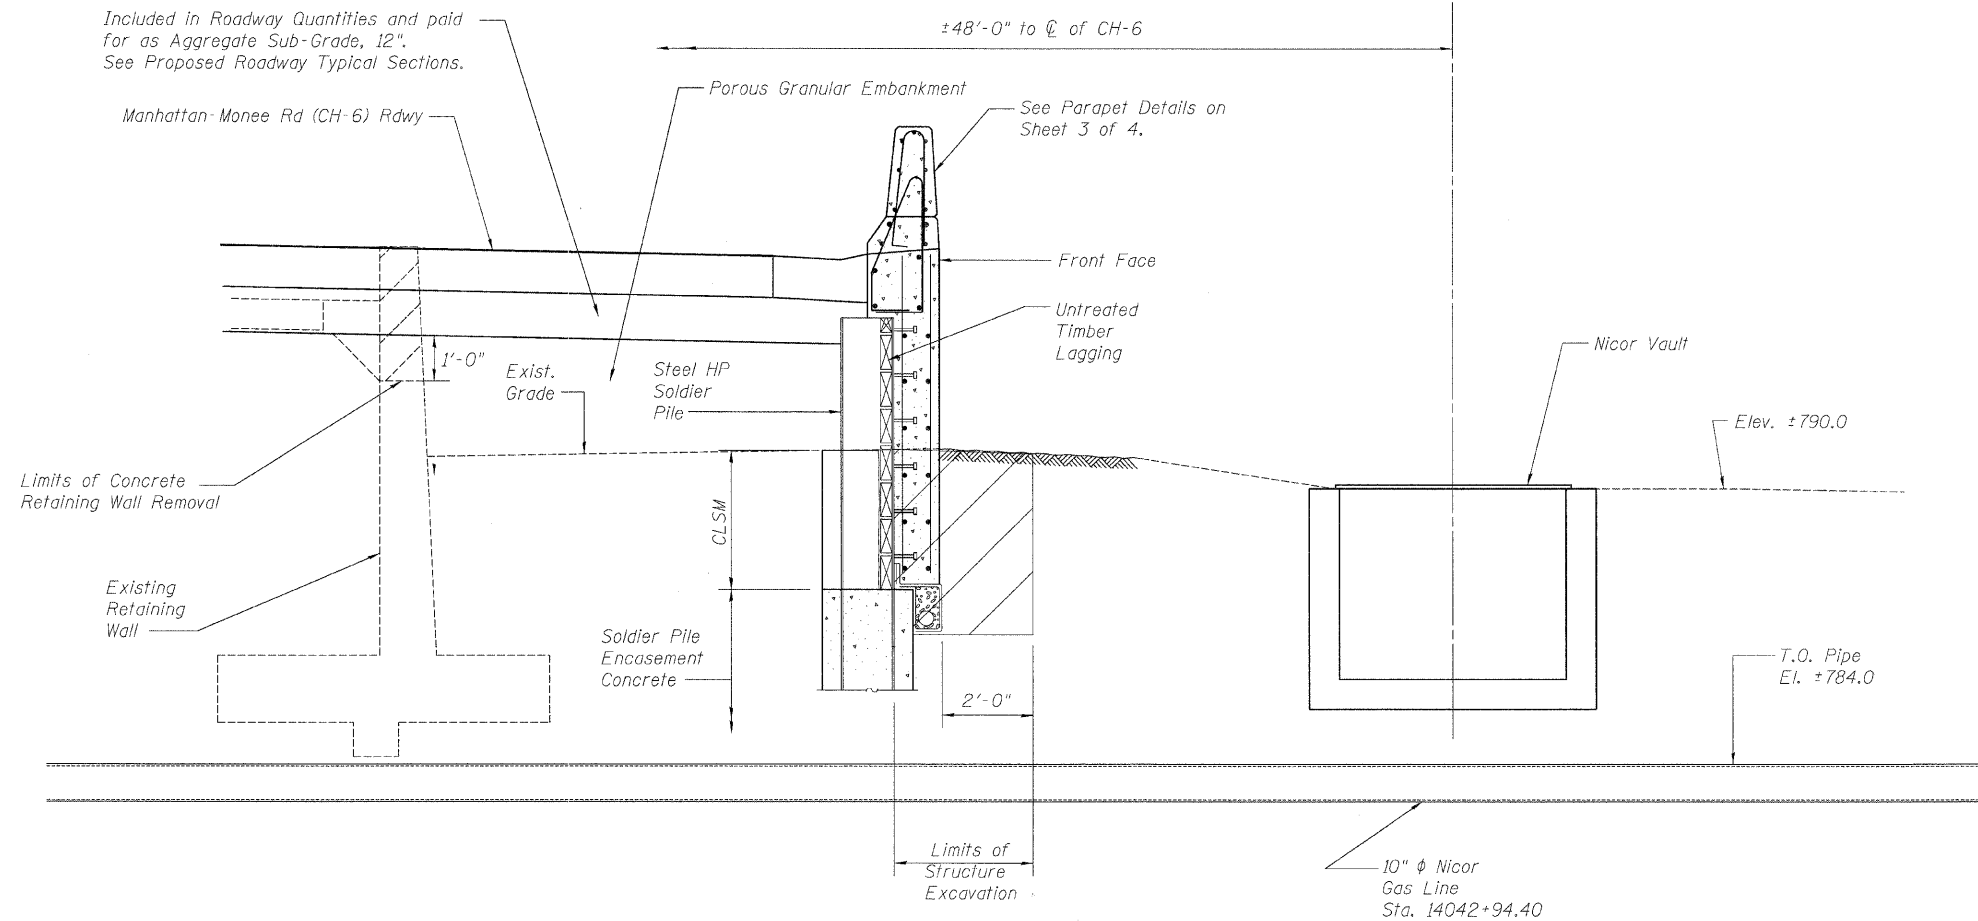 Included in Roadway Quantities and paid
for as Aggregate Sub-Grade, 12".
See Proposed Roadway Typical Sections.
±48'-0" to ℄ of CH-6
Porous Granular Embankment
Manhattan-Monee Rd (CH-6) Rdwy
See Parapet Details on
Sheet 3 of 4.
Front Face
Untreated
Timber
Lagging
Nicor Vault
1'-0"
Exist.
Grade
Steel HP
Soldier
Pile
Elev. ±790.0
Limits of Concrete
Retaining Wall Removal
CLSM
Existing
Retaining
Wall
Soldier Pile
Encasement
Concrete
T.O. Pipe
El. ±784.0
2'-0"
Limits of
Structure
Excavation
10" ϕ Nicor
Gas Line
Sta. 14042+94.40